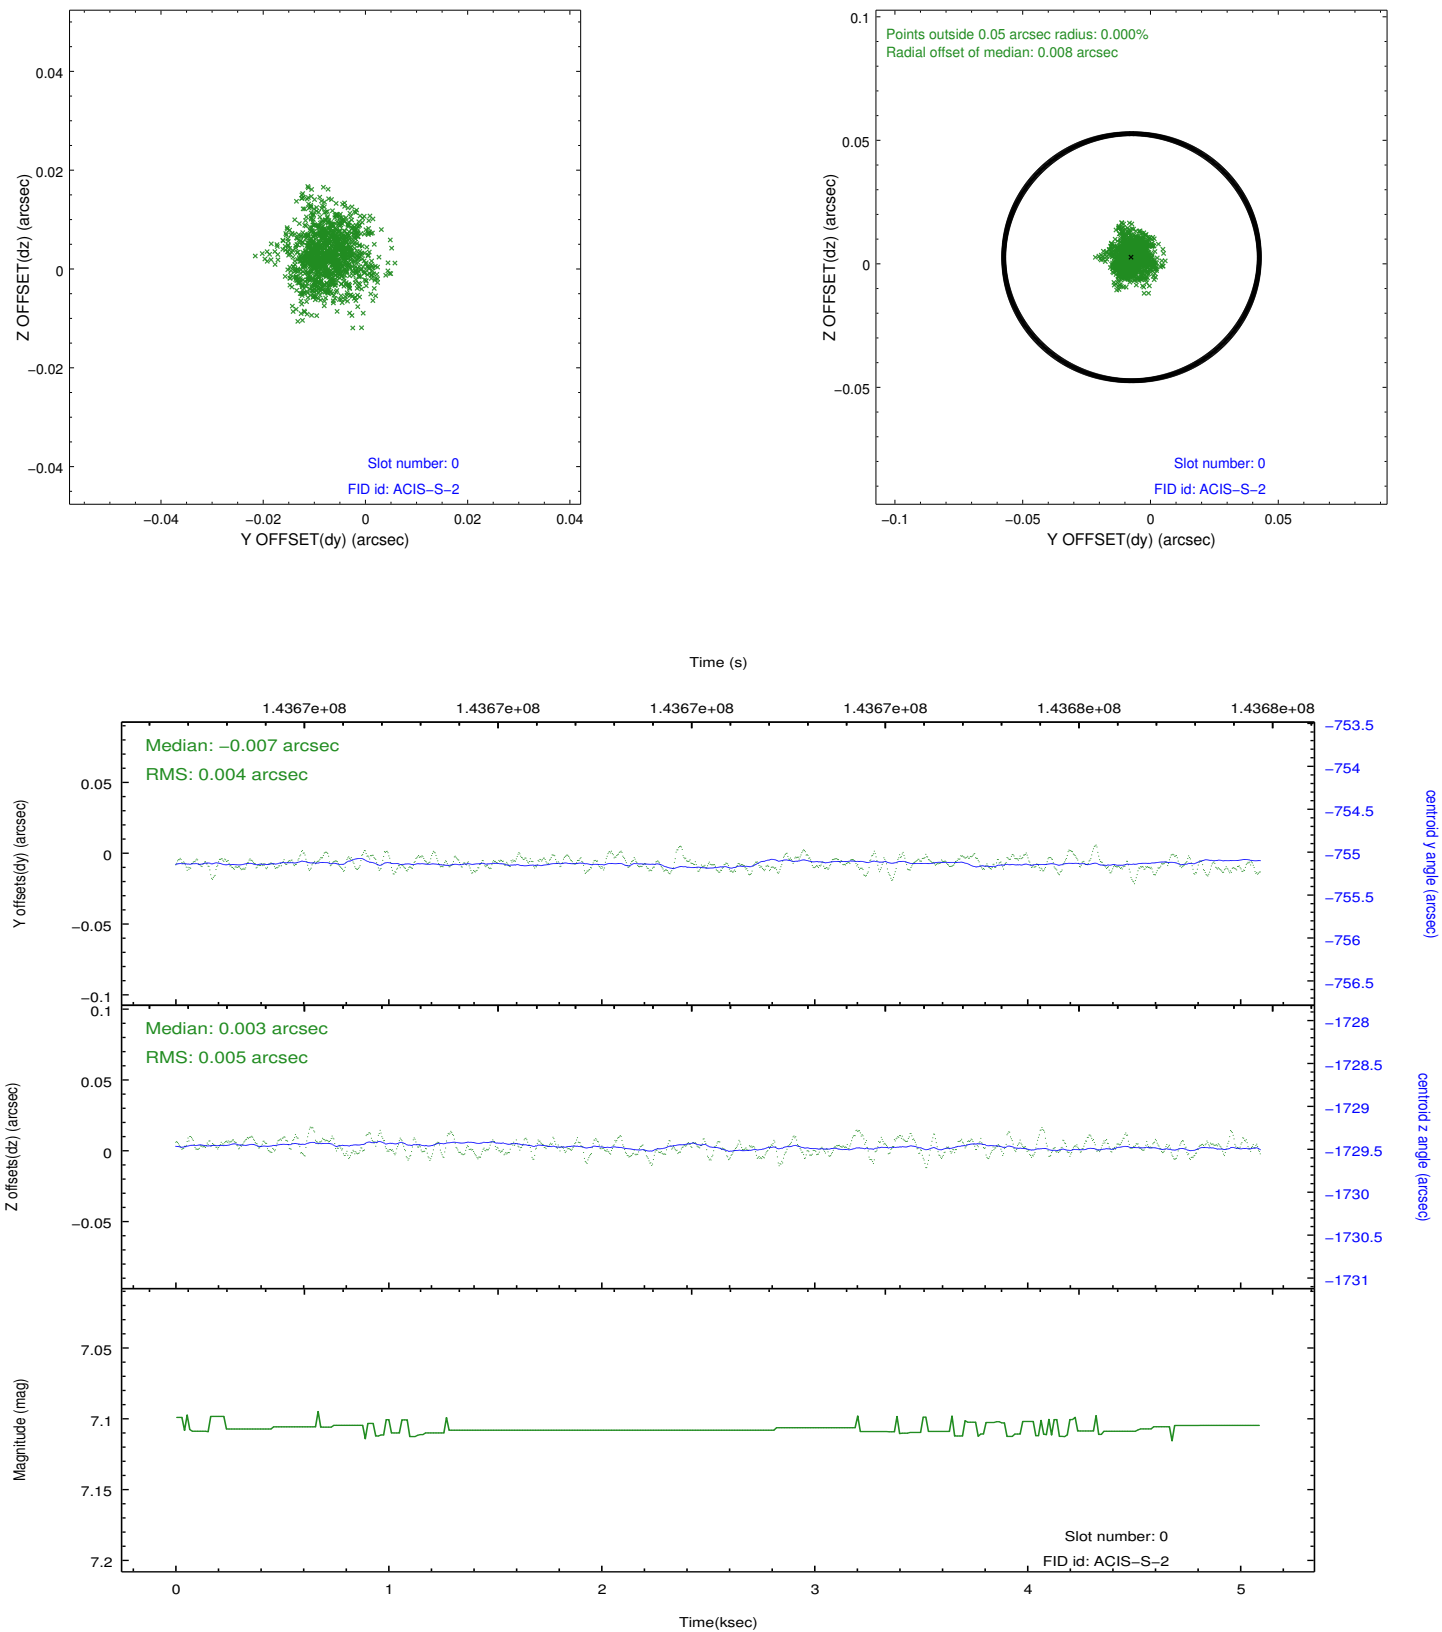 0.04
0.02
0
−0.02
−0.04
Z OFFSET(dz) (arcsec)
Slot number: 0
FID id: ACIS−S−2
−0.04
−0.02
0
0.02
0.04
Y OFFSET(dy) (arcsec)
0.1
0.05
0
−0.05
Z OFFSET(dz) (arcsec)
Points outside 0.05 arcsec radius: 0.000%
Radial offset of median: 0.008 arcsec
Slot number: 0
FID id: ACIS−S−2
−0.1
−0.05
0
0.05
Y OFFSET(dy) (arcsec)
Time (s)
1.4367e+08
1.4367e+08
1.4367e+08
1.4367e+08
1.4368e+08
1.4368e+08
Median: −0.007 arcsec
RMS: 0.004 arcsec
0.05
0
−0.05
−0.1
Y offsets(dy) (arcsec)
−753.5
−754
−754.5
−755
−755.5
−756
−756.5
centroid y angle (arcsec)
Median: 0.003 arcsec
RMS: 0.005 arcsec
0.1
0.05
0
−0.05
Z offsets(dz) (arcsec)
−1728
−1728.5
−1729
−1729.5
−1730
−1730.5
−1731
centroid z angle (arcsec)
7.05
7.1
7.15
7.2
Magnitude (mag)
Slot number: 0
FID id: ACIS−S−2
0
1
2
3
4
5
Time(ksec)